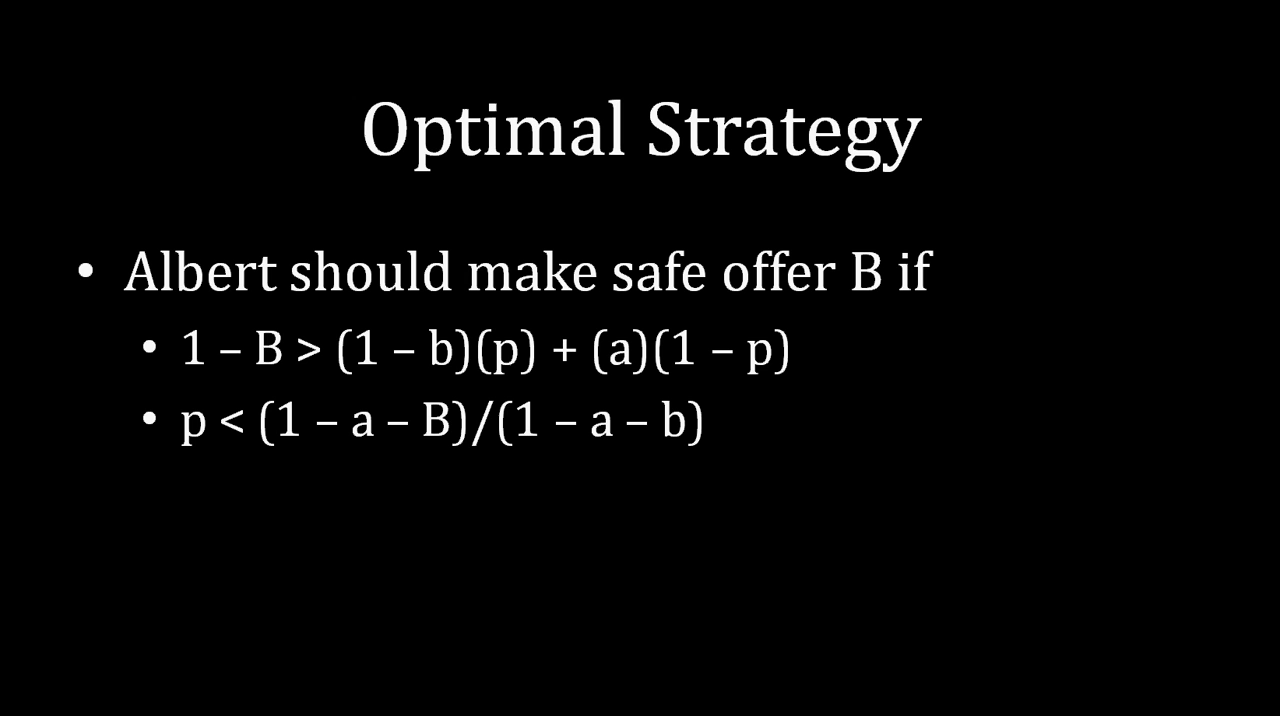 Optimal Strategy
• Albert should make safe offer B if
• 1 – B > (1 – b)(p) + (a)(1 – p)
• p < (1 – a – B)/(1 – a – b)